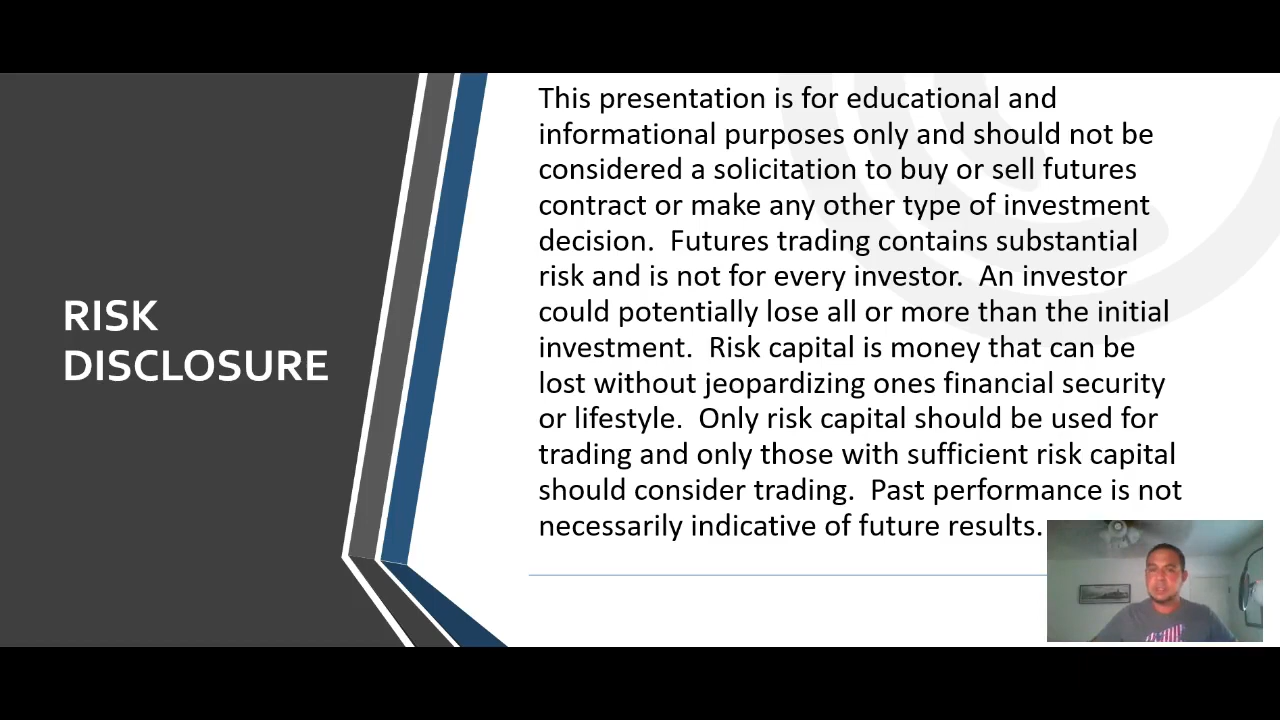 RISK
DISCLOSURE
This presentation is for educational and
informational purposes only and should not be
considered a solicitation to buy or sell futures
contract or make any other type of investment
decision.  Futures trading contains substantial
risk and is not for every investor.  An investor
could potentially lose all or more than the initial
investment.  Risk capital is money that can be
lost without jeopardizing ones financial security
or lifestyle.  Only risk capital should be used for
trading and only those with sufficient risk capital
should consider trading.  Past performance is not
necessarily indicative of future results.